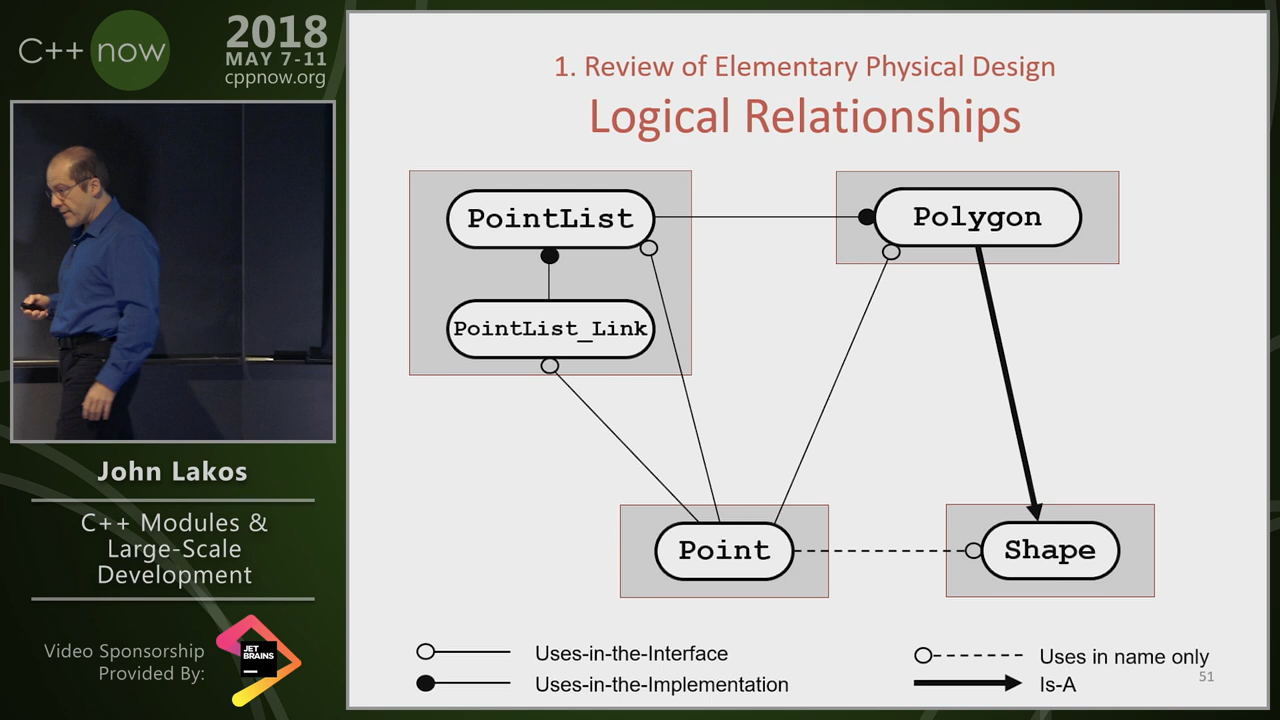 C++ now
2018
MAY 7-11
cppnow.org
John Lakos
C++ Modules &
Large-Scale
Development
Video Sponsorship
Provided By:
JET
BRAINS
1. Review of Elementary Physical Design
Logical Relationships
PointList
Polygon
PointList_Link
Point
Shape
Uses-in-the-Interface
Uses in name only
Uses-in-the-Implementation
Is-A
51